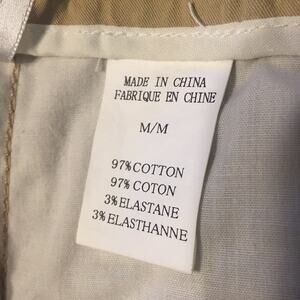 MADE IN CHINA
FABRIQUE EN CHINE
M/M
97%COTTON
97%COTON
3%ELASTANE
3%ELASTHANNE